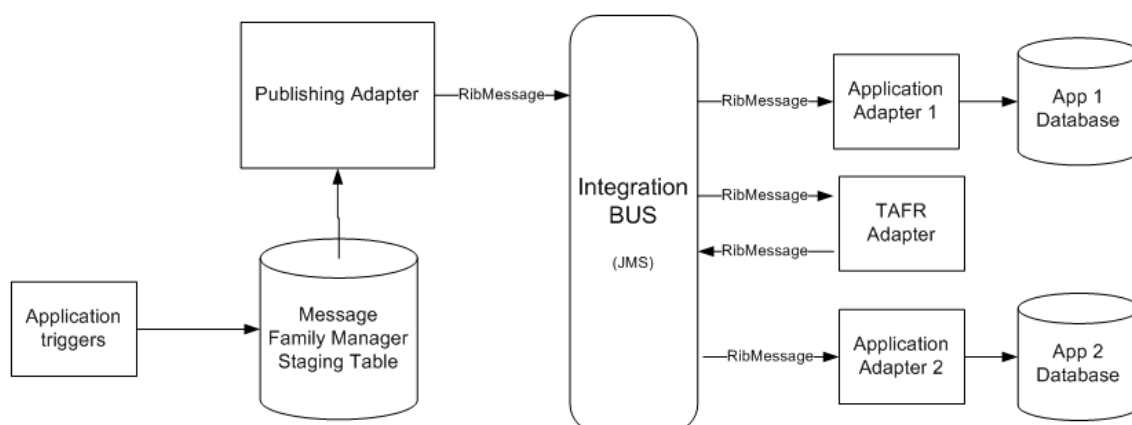 Publishing Adapter
RibMessage
Integration
BUS
(JMS)
RibMessage
Application
Adapter 1
App 1
Database
RibMessage
TAFR
Adapter
RibMessage
Application
triggers
Message
Family Manager
Staging Table
RibMessage
Application
Adapter 2
App 2
Database